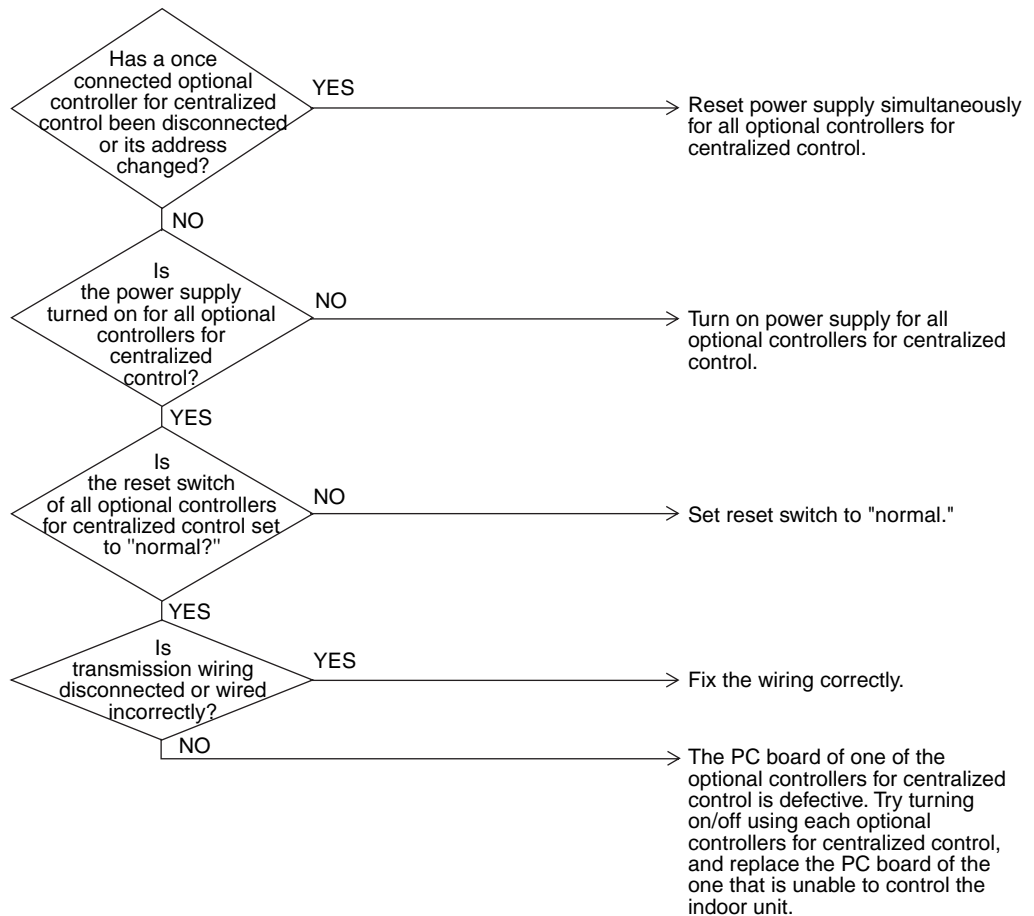 Has a once
connected optional
controller for centralized
control been disconnected
or its address
changed?
YES
Reset power supply simultaneously
for all optional controllers for
centralized control.
NO
Is
the power supply
turned on for all optional
controllers for
centralized
control?
NO
Turn on power supply for all
optional controllers for centralized
control.
YES
Is
the reset switch
of all optional controllers
for centralized control set
to "normal?"
NO
Set reset switch to "normal."
YES
Is
transmission wiring
disconnected or wired
incorrectly?
YES
Fix the wiring correctly.
NO
The PC board of one of the
optional controllers for centralized
control is defective. Try turning
on/off using each optional
controllers for centralized control,
and replace the PC board of the
one that is unable to control the
indoor unit.